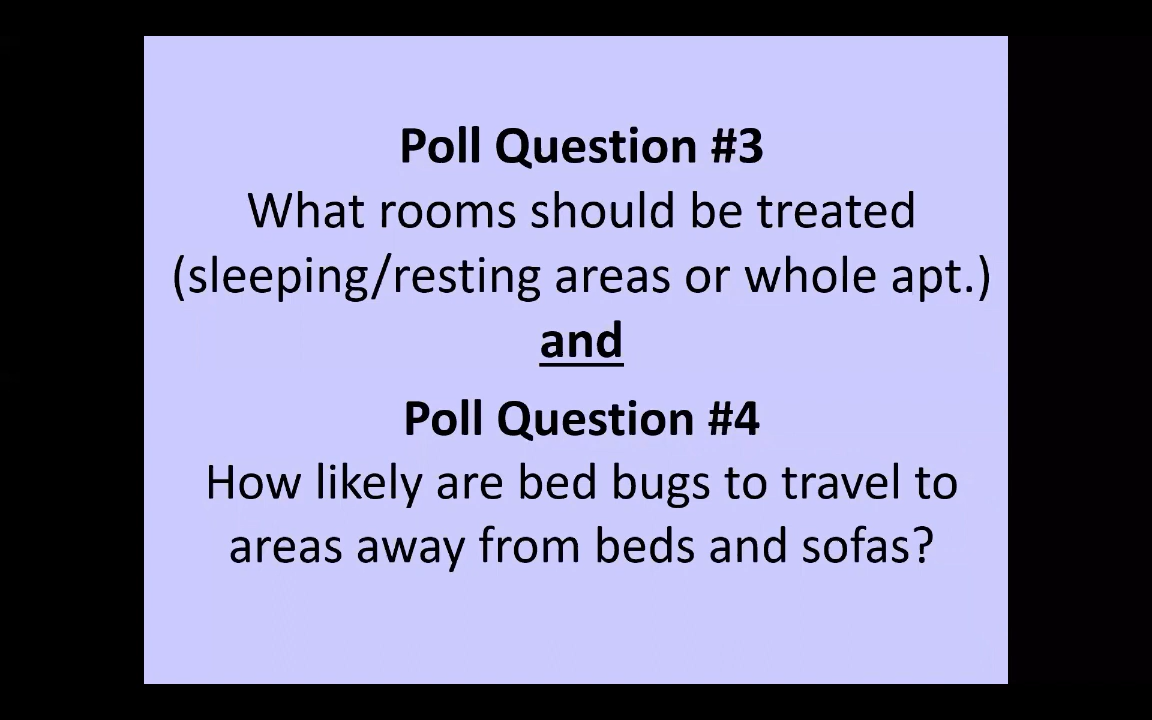 Poll Question #3
What rooms should be treated
(sleeping/resting areas or whole apt.)
and
Poll Question #4
How likely are bed bugs to travel to
areas away from beds and sofas?